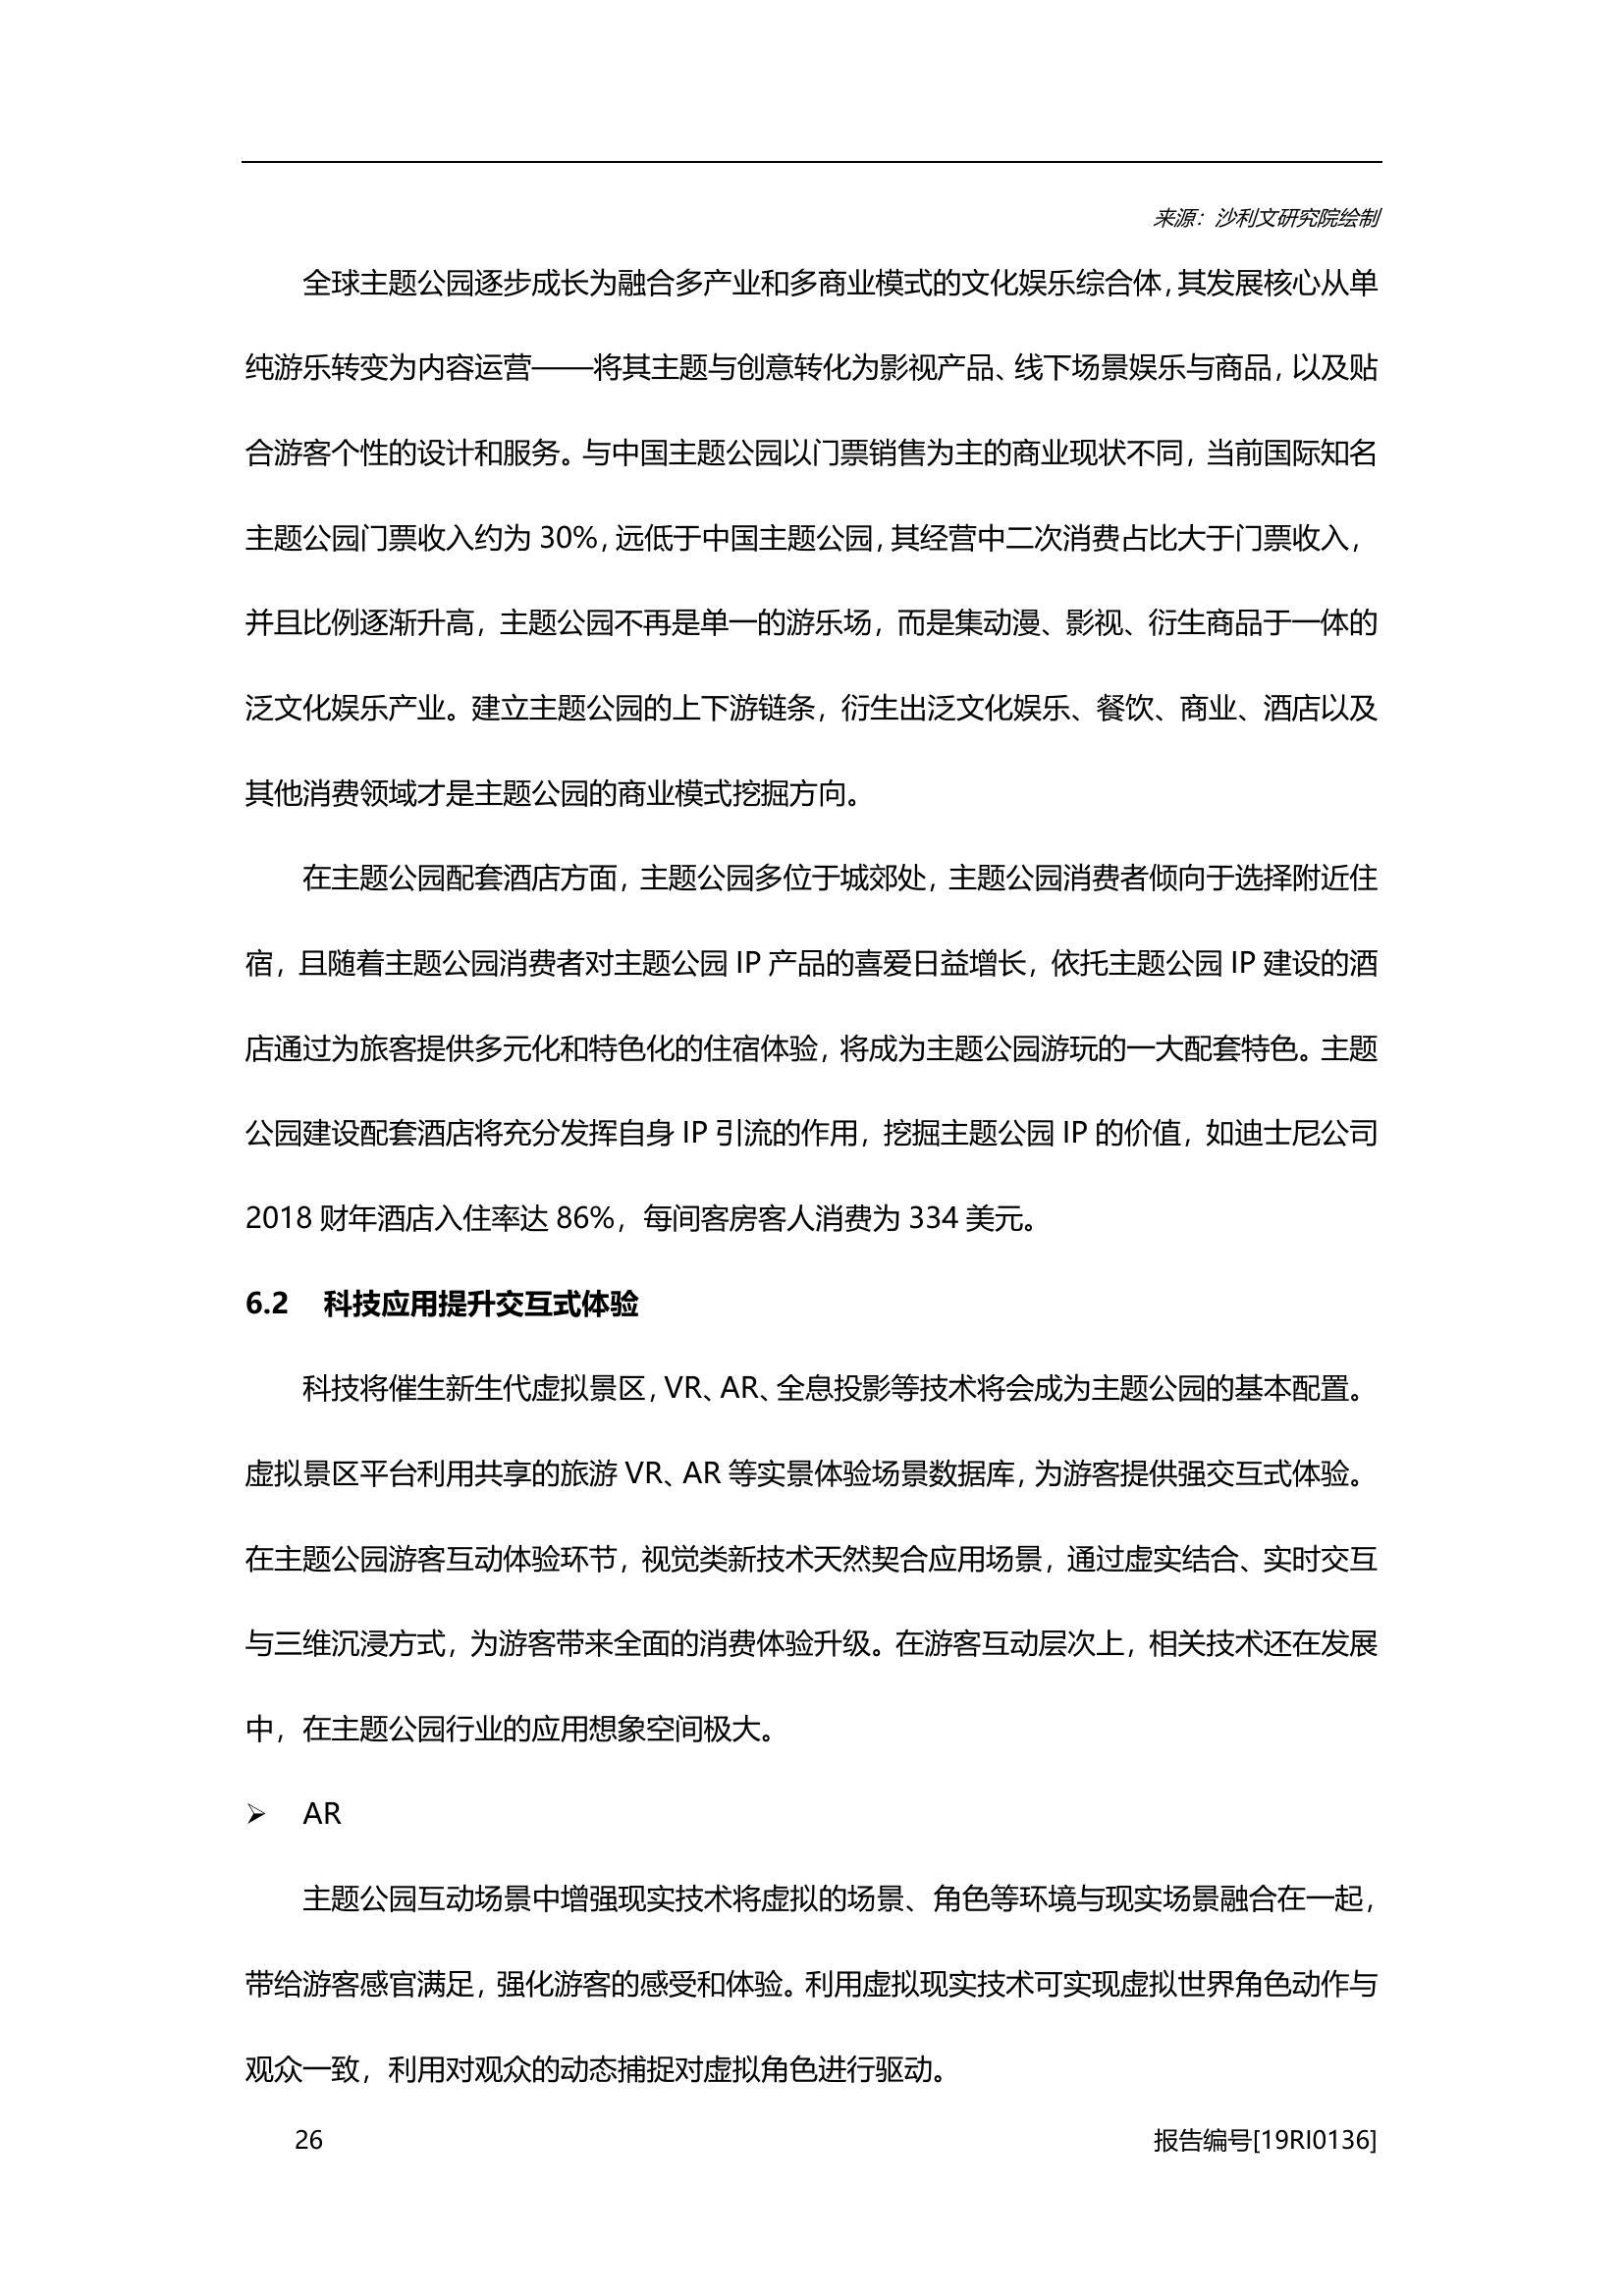 来源：沙利文研究院绘制
全球主题公园逐步成长为融合多产业和多商业模式的文化娱乐综合体，其发展核心从单
纯游乐转变为内容运营——将其主题与创意转化为影视产品、线下场景娱乐与商品，以及贴
合游客个性的设计和服务。与中国主题公园以门票销售为主的商业现状不同，当前国际知名
主题公园门票收入约为 30%，远低于中国主题公园，其经营中二次消费占比大于门票收入，
并且比例逐渐升高，主题公园不再是单一的游乐场，而是集动漫、影视、衍生商品于一体的
泛文化娱乐产业。建立主题公园的上下游链条，衍生出泛文化娱乐、餐饮、商业、酒店以及
其他消费领域才是主题公园的商业模式挖掘方向。
在主题公园配套酒店方面，主题公园多位于城郊处，主题公园消费者倾向于选择附近住
宿，且随着主题公园消费者对主题公园 IP 产品的喜爱日益增长，依托主题公园 IP 建设的酒
店通过为旅客提供多元化和特色化的住宿体验，将成为主题公园游玩的一大配套特色。主题
公园建设配套酒店将充分发挥自身 IP 引流的作用，挖掘主题公园 IP 的价值，如迪士尼公司
2018 财年酒店入住率达 86%，每间客房客人消费为 334 美元。
6.2 科技应用提升交互式体验
科技将催生新生代虚拟景区，VR、AR、全息投影等技术将会成为主题公园的基本配置。
虚拟景区平台利用共享的旅游 VR、AR 等实景体验场景数据库，为游客提供强交互式体验。
在主题公园游客互动体验环节，视觉类新技术天然契合应用场景，通过虚实结合、实时交互
与三维沉浸方式，为游客带来全面的消费体验升级。在游客互动层次上，相关技术还在发展
中，在主题公园行业的应用想象空间极大。
➢ AR
主题公园互动场景中增强现实技术将虚拟的场景、角色等环境与现实场景融合在一起，
带给游客感官满足，强化游客的感受和体验。利用虚拟现实技术可实现虚拟世界角色动作与
观众一致，利用对观众的动态捕捉对虚拟角色进行驱动。
26 报告编号[19RI0136]